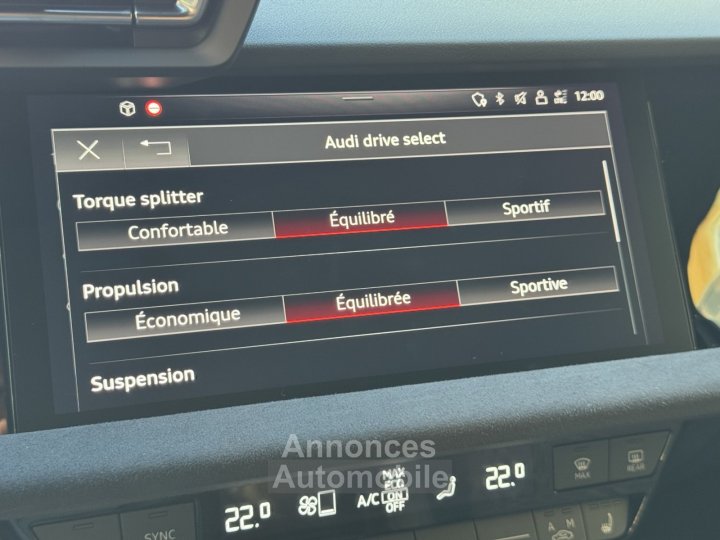 12:00
Audi drive select
Torque splitter
Confortable Équilibré Sportif
Propulsion
Économique Équilibrée Sportive
Suspension
Annonces
Automobile
22.0 A/C MAX ECO ON OFF 22.0
MAX REAR
SYNC A M